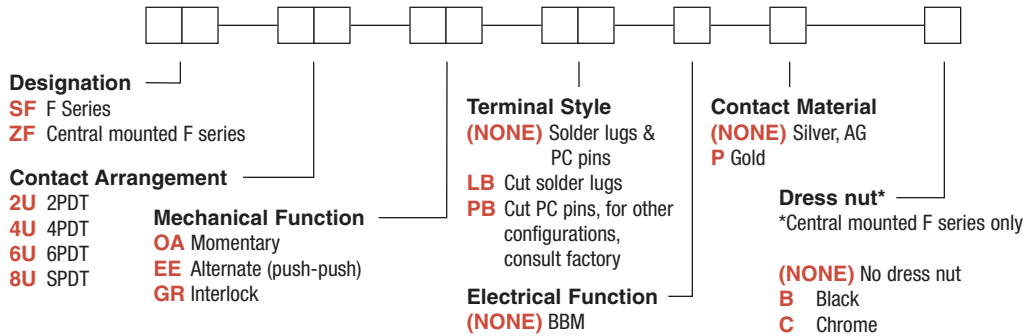 Designation
SF F Series
ZF Central mounted F series
Contact Arrangement
2U 2PDT
4U 4PDT
6U 6PDT
8U SPDT
Mechanical Function
OA Momentary
EE Alternate (push-push)
GR Interlock
Terminal Style
(NONE) Solder lugs &
PC pins
LB Cut solder lugs
PB Cut PC pins, for other
configurations,
consult factory
Electrical Function
(NONE) BBM
Contact Material
(NONE) Silver, AG
P Gold
Dress nut*
*Central mounted F series only
(NONE) No dress nut
B Black
C Chrome